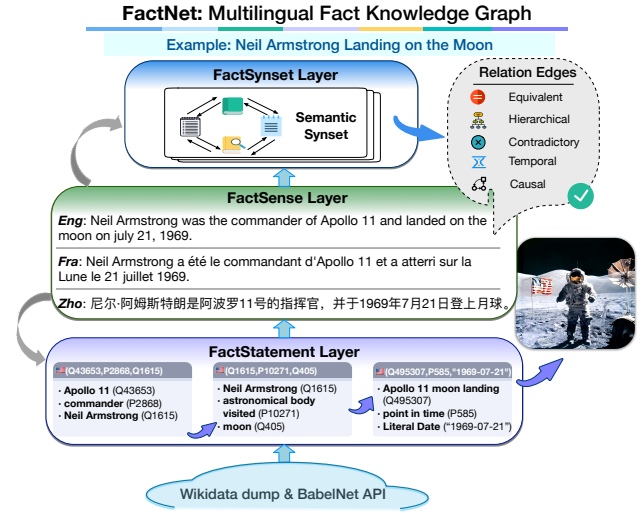 FactNet: Multilingual Fact Knowledge Graph
Example: Neil Armstrong Landing on the Moon
FactSynset Layer
Semantic
Synset
Relation Edges
Equivalent
Hierarchical
Contradictory
Temporal
Causal
FactSense Layer
Eng: Neil Armstrong was the commander of Apollo 11 and landed on the
moon on july 21, 1969.
Fra: Neil Armstrong a été le commandant d'Apollo 11 et a atterri sur la
Lune le 21 juillet 1969.
Zho: 尼尔·阿姆斯特朗是阿波罗11号的指挥官，并于1969年7月21日登上月球。
FactStatement Layer
(Q43653,P2868,Q1615)
· Apollo 11 (Q43653)
· commander (P2868)
· Neil Armstrong (Q1615)
(Q1615,P10271,Q405)
· Neil Armstrong (Q1615)
· astronomical body
visited (P10271)
· moon (Q405)
(Q495307,P585,"1969-07-21")
· Apollo 11 moon landing
(Q495307)
· point in time (P585)
· Literal Date ("1969-07-21")
Wikidata dump & BabelNet API